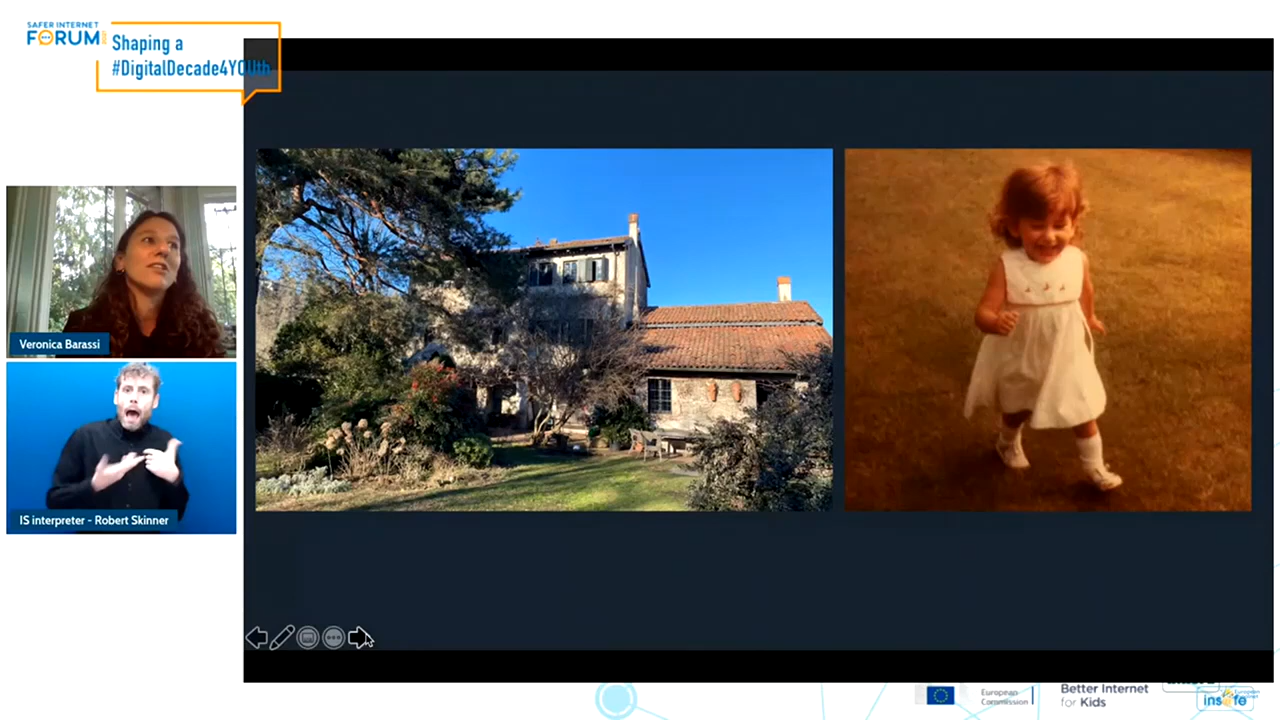 SAFER INTERNET
FORUM
Shaping a
#DigitalDecade4YOUth
Veronica Barassi
IS interpreter - Robert Skinner
European
Commission
Better Internet
for Kids
insafe